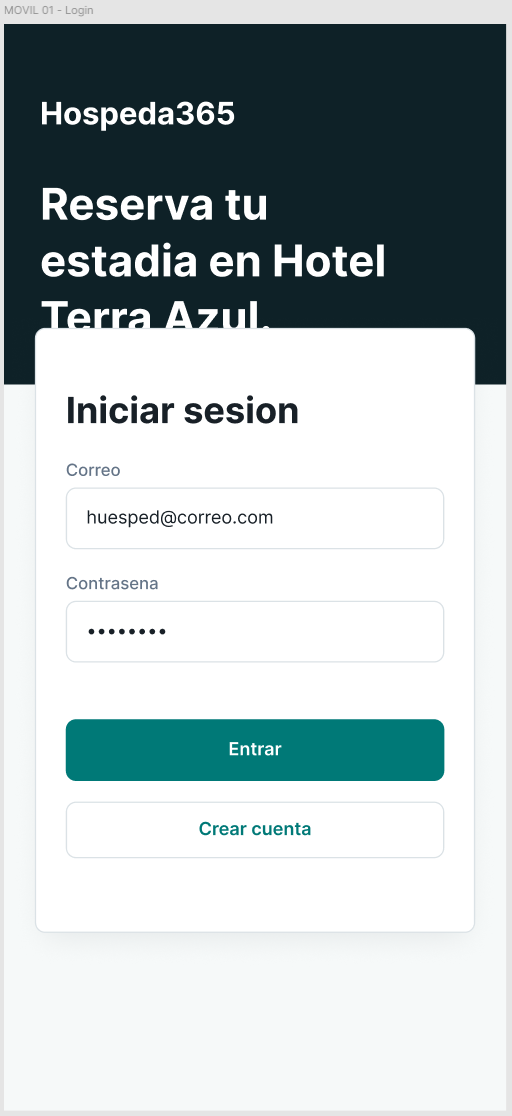 MOVIL 01 - Login
Hospeda365
Reserva tu
estadia en Hotel
Terra Azul.
Iniciar sesion
Correo
huesped@correo.com
Contrasena
••••••••
Entrar
Crear cuenta